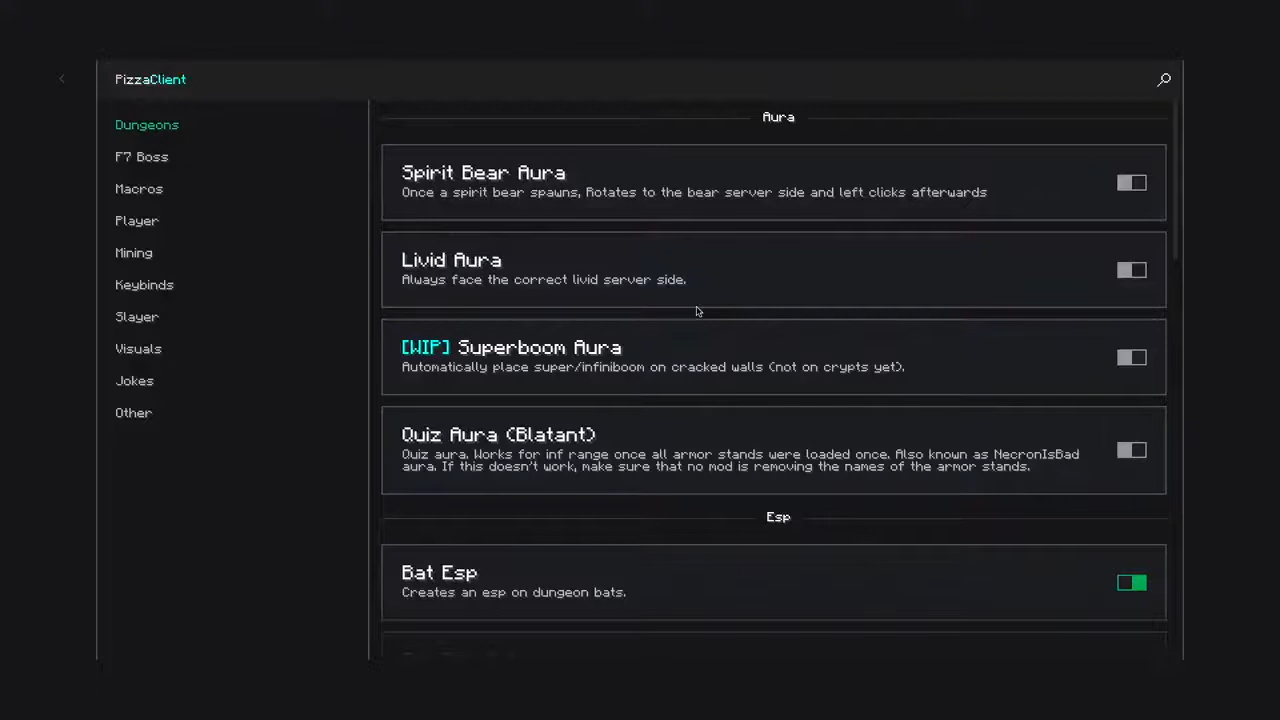 PizzaClient
Dungeons
F7 Boss
Macros
Player
Mining
Keybinds
Slayer
Visuals
Jokes
Other
Aura
Spirit Bear Aura
Once a spirit bear spawns, Rotates to the bear server side and left clicks afterwards
Livid Aura
Always face the correct livid server side.
[WIP] Superboom Aura
Automatically place super/infiniboom on cracked walls (not on crypts yet).
Quiz Aura (Blatant)
Quiz aura. Works for inf range once all armor stands were loaded once. Also known as NecronIsBad
aura. If this doesn't work, make sure that no mod is removing the names of the armor stands.
Esp
Bat Esp
Creates an esp on dungeon bats.